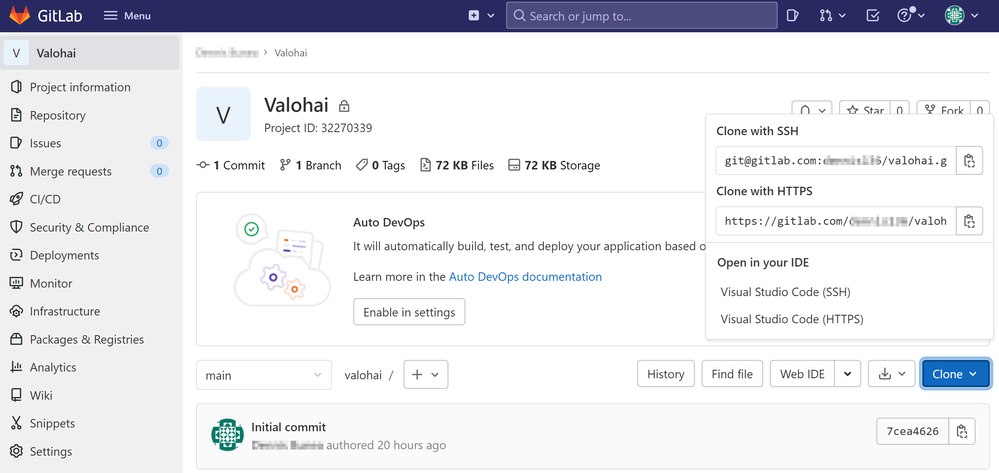 GitLab
Menu
Search or jump to...
V
Valohai
Project information
Repository
Issues 0
Merge requests 0
CI/CD
Security & Compliance
Deployments
Monitor
Infrastructure
Packages & Registries
Analytics
Wiki
Snippets
Settings
> Valohai
V
Valohai
Project ID: 32270339
Star 0
Fork 0
1 Commit
1 Branch
0 Tags
72 KB Files
72 KB Storage
Auto DevOps
It will automatically build, test, and deploy your application based o
Learn more in the Auto DevOps documentation
Enable in settings
Clone with SSH
git@gitlab.com: /valohai.g
Clone with HTTPS
https://gitlab.com/ /valoh
Open in your IDE
Visual Studio Code (SSH)
Visual Studio Code (HTTPS)
main
valohai /
+
History
Find file
Web IDE
Clone
Initial commit
authored 20 hours ago
7cea4626